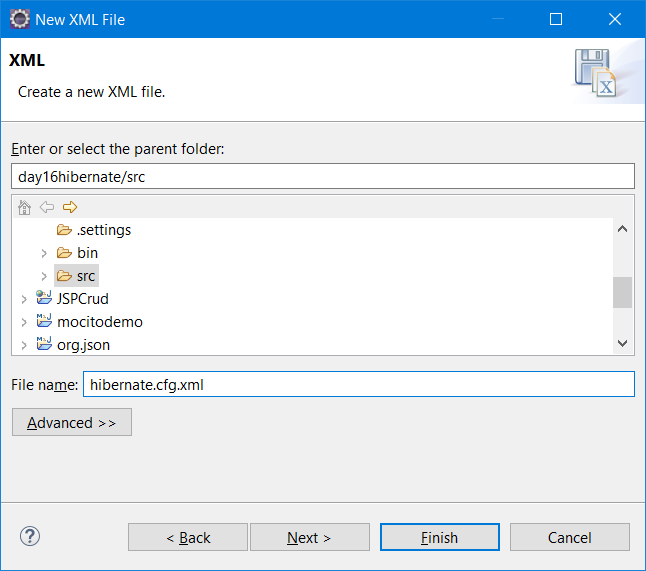 New XML File
XML
Create a new XML file.
Enter or select the parent folder:
day16hibernate/src
.settings
bin
src
JSPCrud
mocitodemo
org.json
File name: hibernate.cfg.xml
Advanced >>
? < Back Next > Finish Cancel